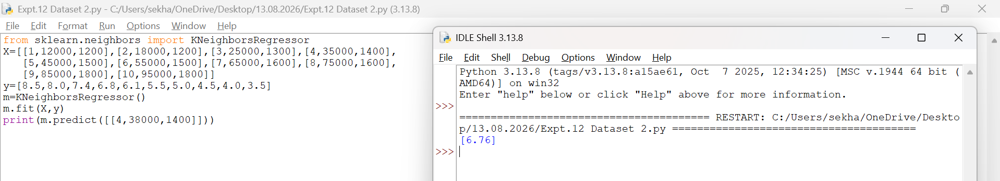 Expt.12 Dataset 2.py - C:/Users/sekha/OneDrive/Desktop/13.08.2026/Expt.12 Dataset 2.py (3.13.8)
File Edit Format Run Options Window Help
from sklearn.neighbors import KNeighborsRegressor
X=[[1,12000,1200],[2,18000,1200],[3,25000,1300],[4,35000,1400],
[5,45000,1500],[6,55000,1500],[7,65000,1600],[8,75000,1600],
[9,85000,1800],[10,95000,1800]]
y=[8.5,8.0,7.4,6.8,6.1,5.5,5.0,4.5,4.0,3.5]
m=KNeighborsRegressor()
m.fit(X,y)
print(m.predict([[4,38000,1400]]))
IDLE Shell 3.13.8
File Edit Shell Debug Options Window Help
Python 3.13.8 (tags/v3.13.8:a15ae61, Oct  7 2025, 12:34:25) [MSC v.1944 64 bit (
AMD64)] on win32
Enter "help" below or click "Help" above for more information.
>>>
======================================== RESTART: C:/Users/sekha/OneDrive/Deskto
p/13.08.2026/Expt.12 Dataset 2.py =======================================
[6.76]
>>>